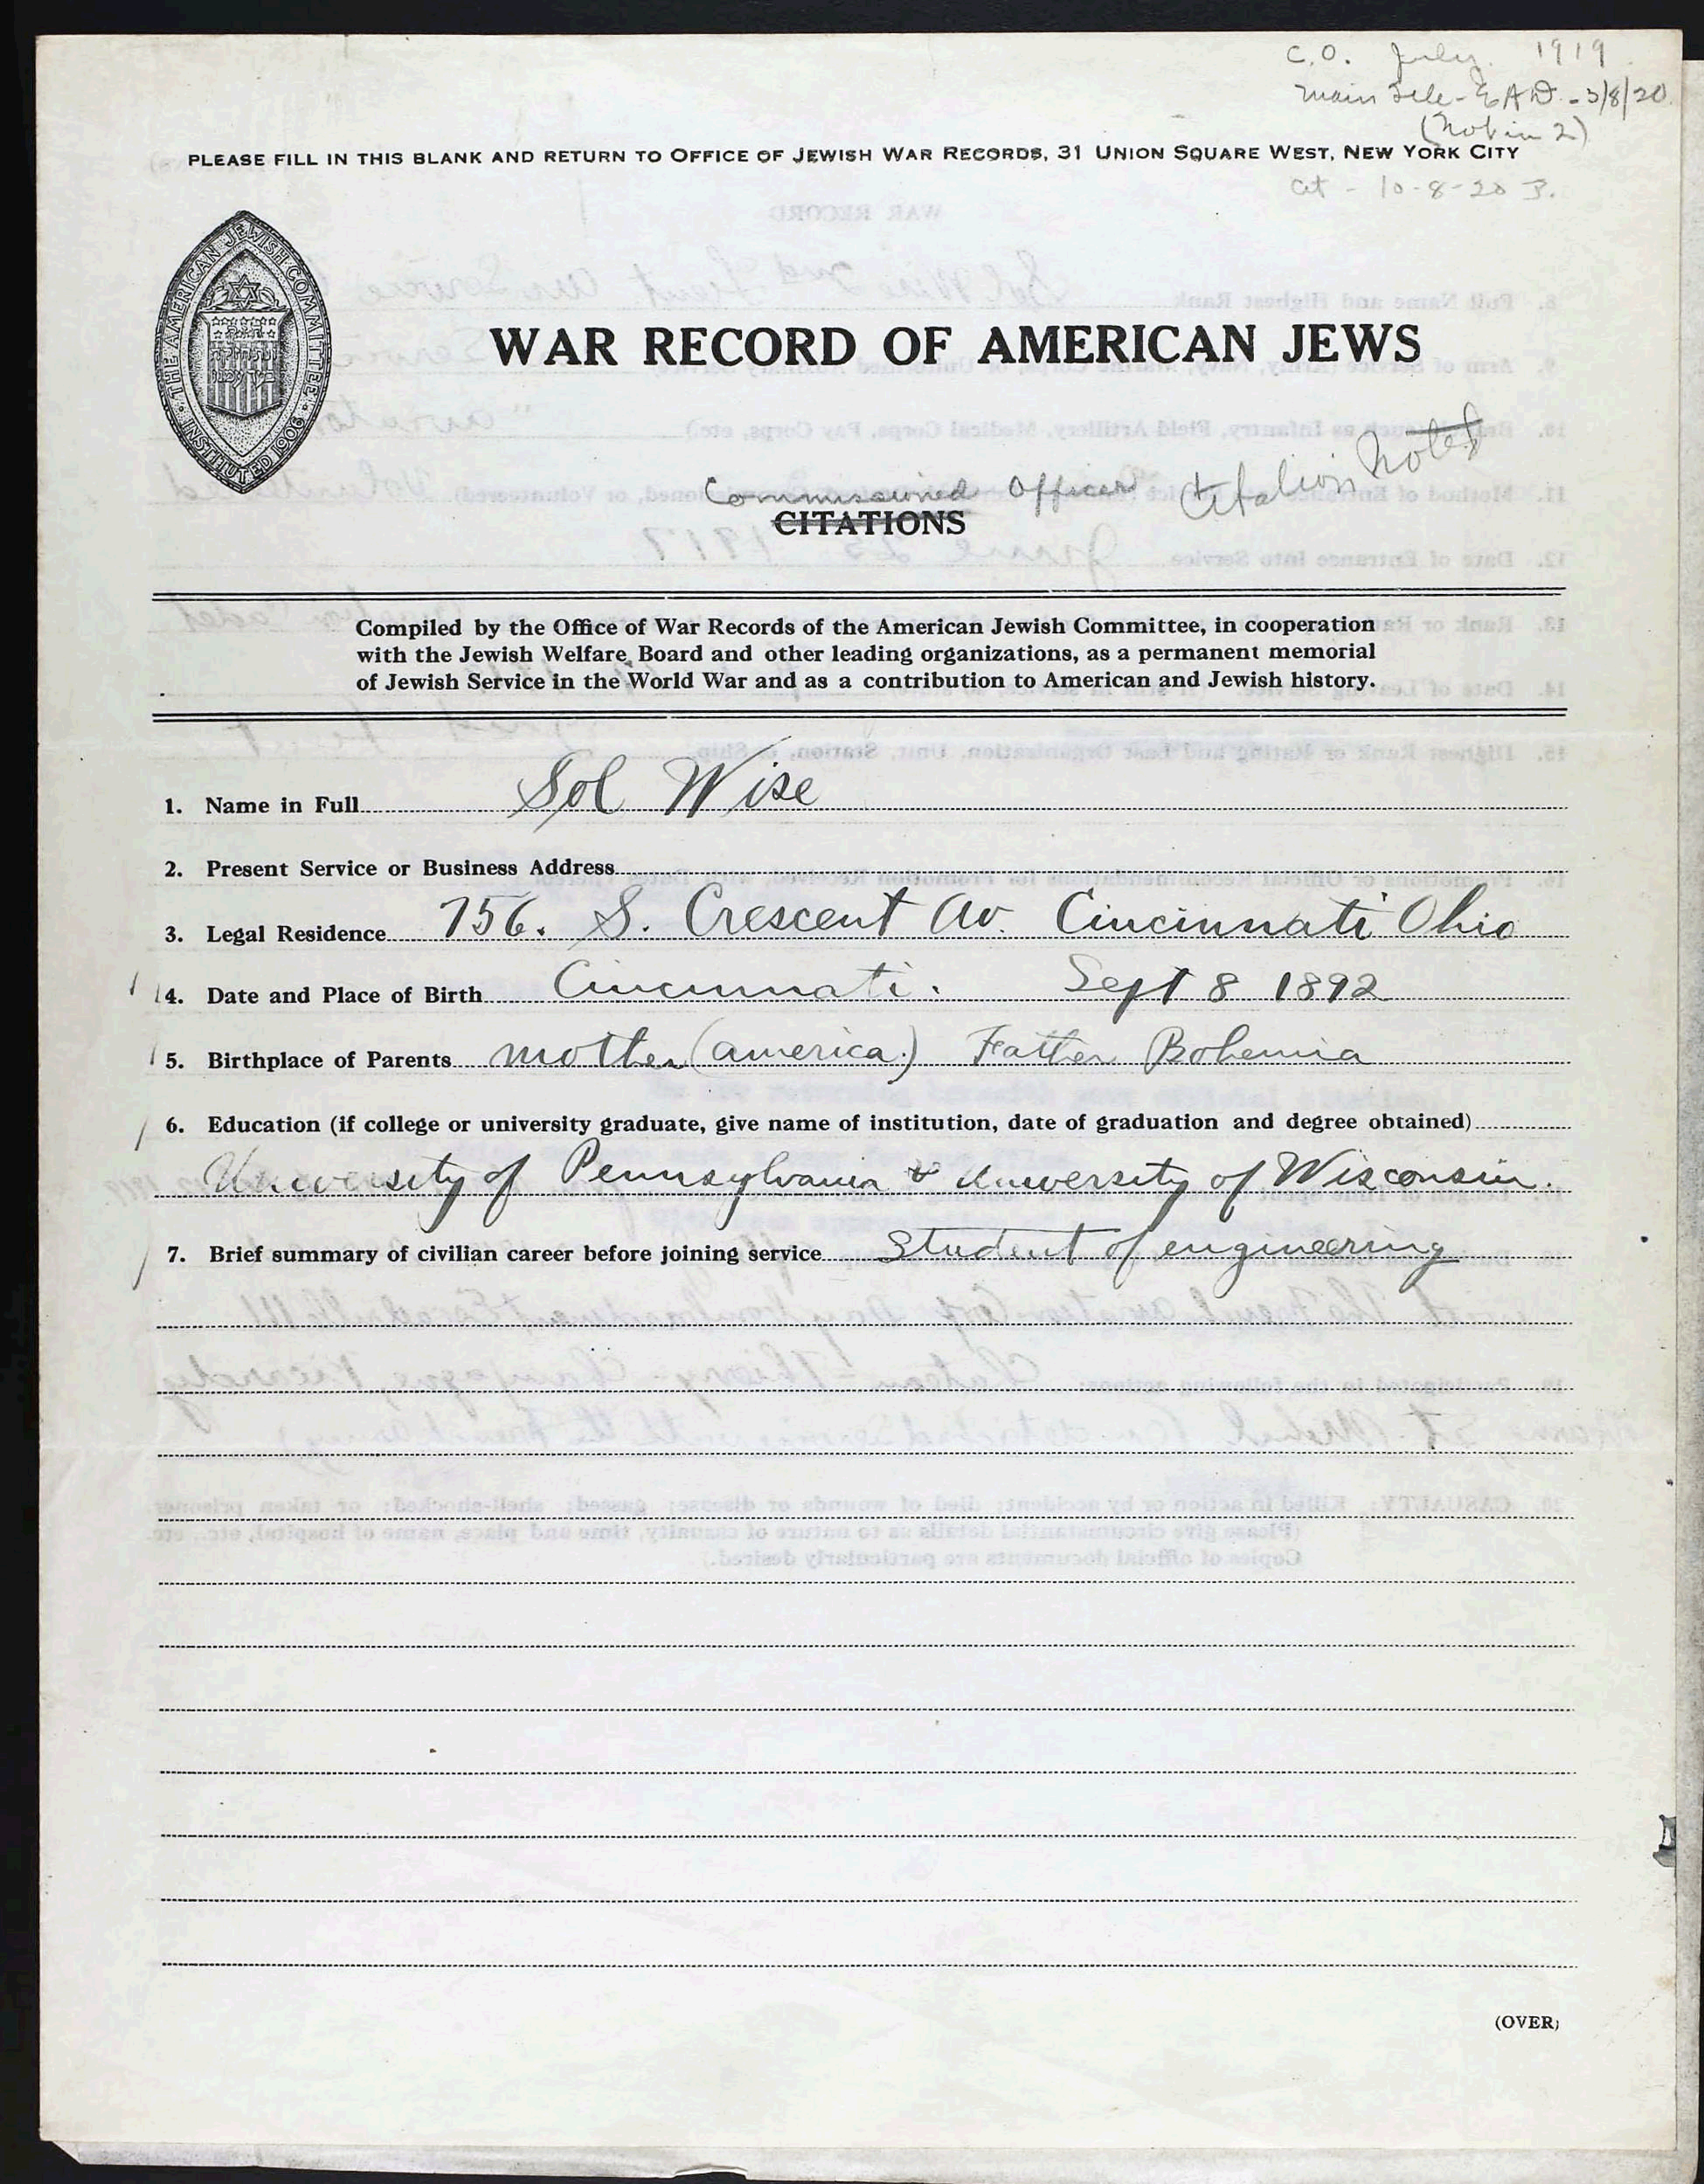 C.O. July. 1919
Main File - EAD - 3/8/20
(Not in 2)
PLEASE FILL IN THIS BLANK AND RETURN TO OFFICE OF JEWISH WAR RECORDS, 31 UNION SQUARE WEST, NEW YORK CITY
10-8-20
THE AMERICAN JEWISH COMMITTEE • INSTITUTED 1906
WAR RECORD OF AMERICAN JEWS
Commissioned Officer Citation Noted
CITATIONS
Compiled by the Office of War Records of the American Jewish Committee, in cooperation
with the Jewish Welfare Board and other leading organizations, as a permanent memorial
of Jewish Service in the World War and as a contribution to American and Jewish history.
1. Name in Full Sol Wise
2. Present Service or Business Address
3. Legal Residence 756. S. Crescent Av. Cincinnati Ohio
4. Date and Place of Birth Cincinnati. Sept 8 1892
5. Birthplace of Parents Mother (America.) Father Bohemia
6. Education (if college or university graduate, give name of institution, date of graduation and degree obtained)
University of Pennsylvania & University of Wisconsin.
7. Brief summary of civilian career before joining service Student of engineering
(OVER)